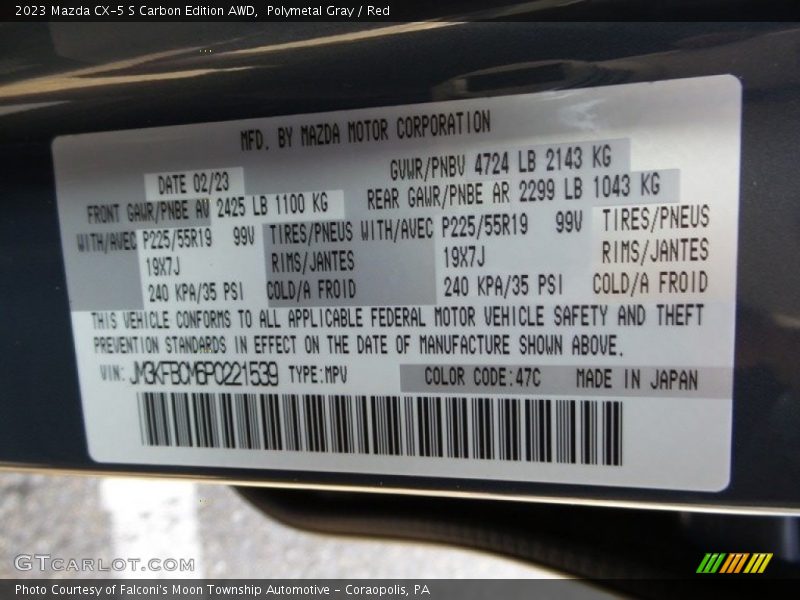 2023 Mazda CX-5 S Carbon Edition AWD,  Polymetal Gray / Red
MFD. BY MAZDA MOTOR CORPORATION
DATE 02/23 GVWR/PNBV 4724 LB 2143 KG
FRONT GAWR/PNBE AV 2425 LB 1100 KG REAR GAWR/PNBE AR 2299 LB 1043 KG
WITH/AVEC P225/55R19 99V TIRES/PNEUS WITH/AVEC P225/55R19 99V TIRES/PNEUS
19X7J RIMS/JANTES 19X7J RIMS/JANTES
240 KPA/35 PSI COLD/A FROID 240 KPA/35 PSI COLD/A FROID
THIS VEHICLE CONFORMS TO ALL APPLICABLE FEDERAL MOTOR VEHICLE SAFETY AND THEFT
PREVENTION STANDARDS IN EFFECT ON THE DATE OF MANUFACTURE SHOWN ABOVE.
VIN: JM3KFBCM6P0221539 TYPE:MPV COLOR CODE:47C MADE IN JAPAN
GTcarlot.com
Photo Courtesy of Falconi's Moon Township Automotive - Coraopolis, PA